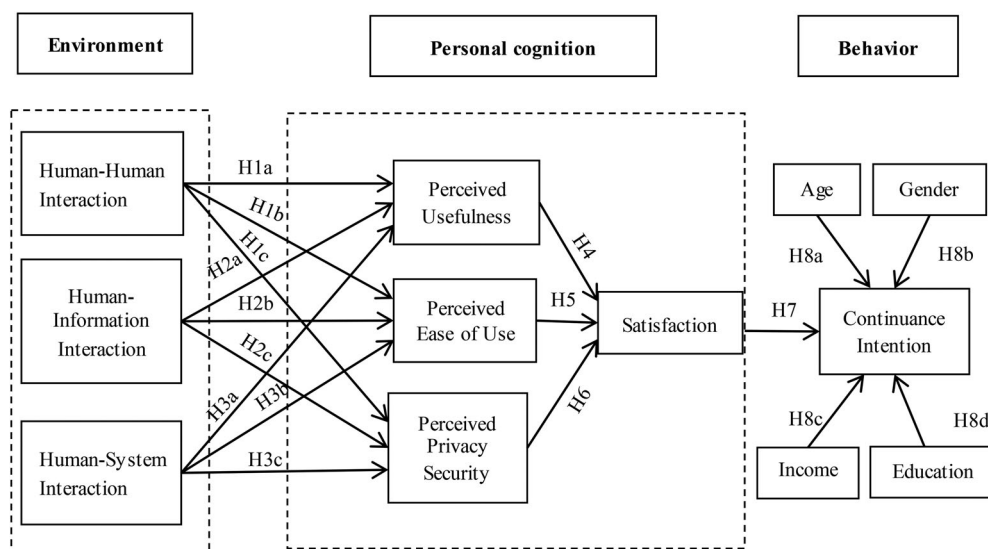 Environment
Personal cognition
Behavior
Human-Human
Interaction
Human-
Information
Interaction
Human-System
Interaction
H1a
H1b
H1c
H2a
H2b
H2c
H3a
H3b
H3c
Perceived
Usefulness
Perceived
Ease of Use
Perceived
Privacy
Security
H4
H5
H6
Satisfaction
H7
Age
Gender
H8a
H8b
Continuance
Intention
H8c
H8d
Income
Education